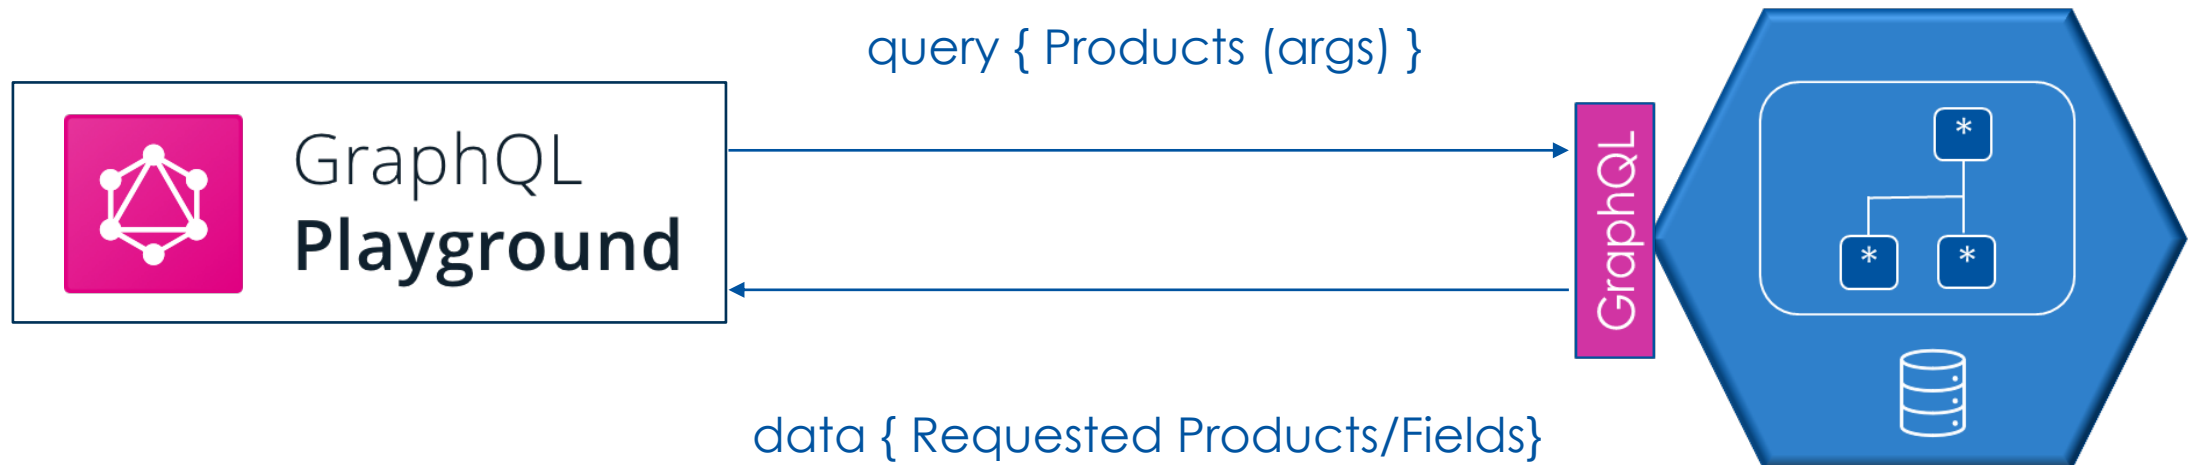 query { Products (args) }
GraphQL
Playground
GraphQL
*
* *
data { Requested Products/Fields}